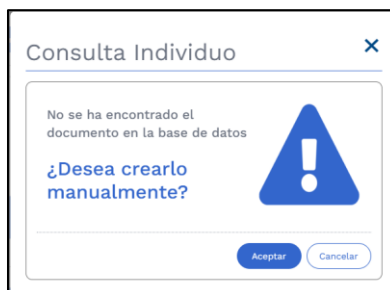 Consulta Individuo
No se ha encontrado el
documento en la base de datos
¿Desea crearlo
manualmente?
Aceptar
Cancelar